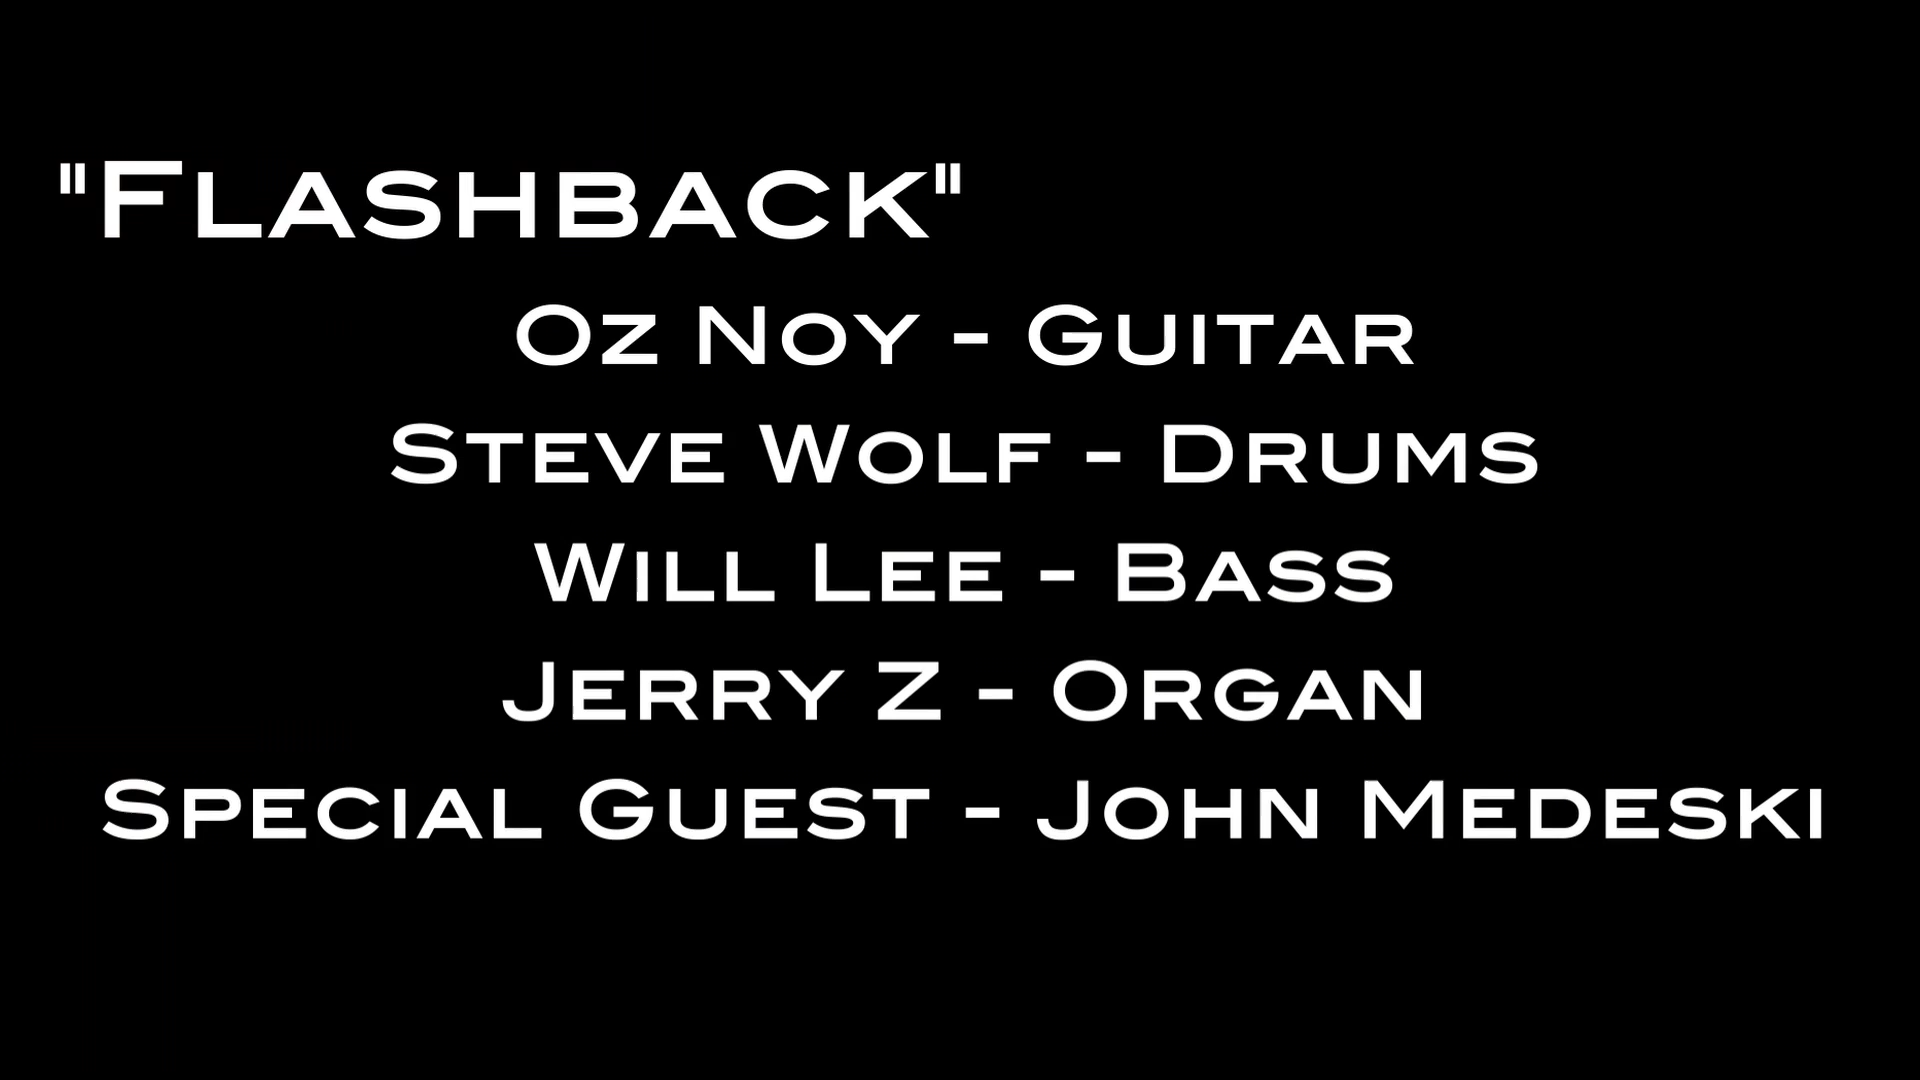 "Flashback"
Oz Noy - Guitar
Steve Wolf - Drums
Will Lee - Bass
Jerry Z - Organ
Special Guest - John Medeski